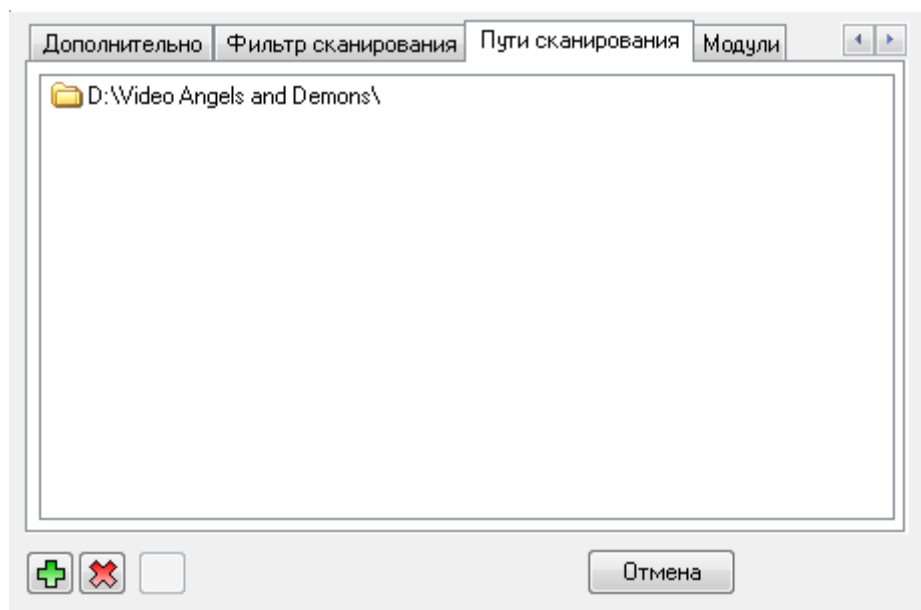 Дополнительно Фильтр сканирования Пути сканирования Модули
D:\Video Angels and Demons\
Отмена